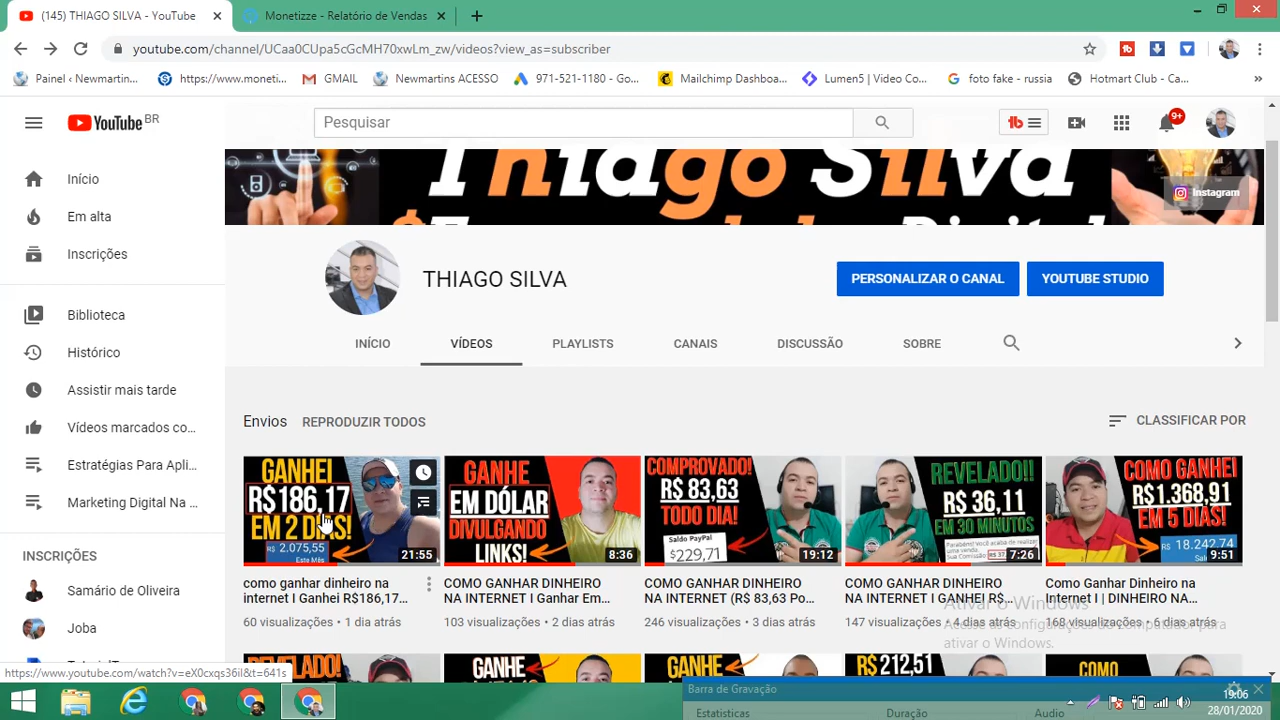 (145) THIAGO SILVA - YouTube
Monetizze - Relatório de Vendas
youtube.com/channel/UCaa0CUpa5cGcMH70xwLm_zw/videos?view_as=subscriber
Painel ‹ Newmartin...
https://www.moneti...
GMAIL
Newmartins ACESSO
971-521-1180 - Go...
Mailchimp Dashboa...
Lumen5 | Video Co...
foto fake - russia
Hotmart Club - Ca...
»
YouTube BR
Pesquisar
9+
Thiago Silva
Instagram
Início
Em alta
Inscrições
Biblioteca
Histórico
Assistir mais tarde
Vídeos marcados co...
Estratégias Para Apli...
Marketing Digital Na ...
INSCRIÇÕES
Samário de Oliveira
Joba
THIAGO SILVA
PERSONALIZAR O CANAL
YOUTUBE STUDIO
INÍCIO
VÍDEOS
PLAYLISTS
CANAIS
DISCUSSÃO
SOBRE
Envios
REPRODUZIR TODOS
CLASSIFICAR POR
GANHEI
R$186,17
EM 2 DIAS!
R$ 2.075,55
Este Mês
21:55
como ganhar dinheiro na
internet I Ganhei R$186,17...
60 visualizações • 1 dia atrás
GANHE
EM DÓLAR
DIVULGANDO
LINKS!
8:36
COMO GANHAR DINHEIRO
NA INTERNET I Ganhar Em...
103 visualizações • 2 dias atrás
COMPROVADO!
R$ 83,63
TODO DIA!
Saldo PayPal
$229,71
19:12
COMO GANHAR DINHEIRO
NA INTERNET (R$ 83,63 Po...
246 visualizações • 3 dias atrás
REVELADO!!
R$ 36,11
EM 30 MINUTOS
7:26
COMO GANHAR DINHEIRO
NA INTERNET I GANHEI R$...
147 visualizações • 4 dias atrás
COMO GANHEI
R$1.368,91
EM 5 DIAS!
R$ 18.242,74
9:51
Como Ganhar Dinheiro na
Internet I | DINHEIRO NA...
168 visualizações • 6 dias atrás
Ativar o Windows
Acesse as configurações do computador para
ativar o Windows.
REVELADO!
GANHE
GANHE
R$212,51
COMO
https://www.youtube.com/watch?v=eX0cxqs36iI&t=641s
Barra de Gravação
Estatisticas
Duração
Audio
19:06
28/01/2020